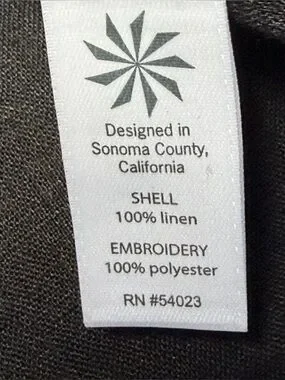 Designed in
Sonoma County,
California
SHELL
100% linen
EMBROIDERY
100% polyester
RN #54023